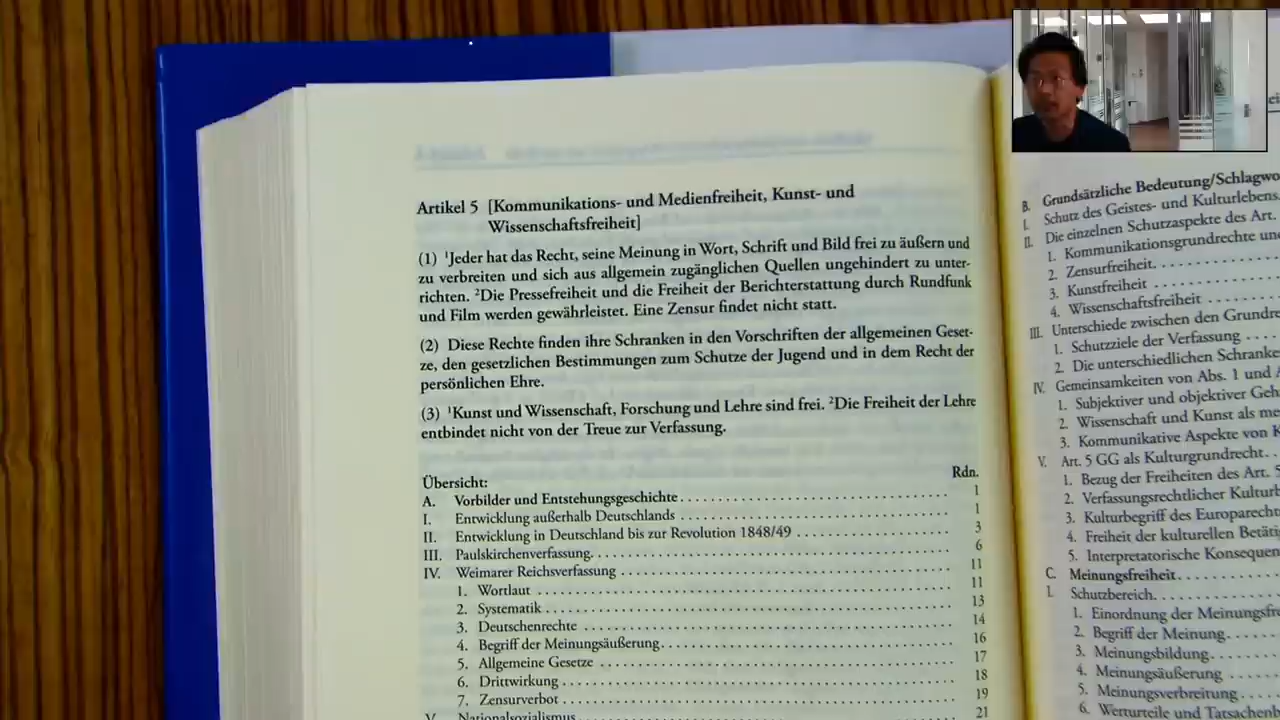 Artikel 5 [Kommunikations- und Medienfreiheit, Kunst- und
Wissenschaftsfreiheit]
(1) ¹Jeder hat das Recht, seine Meinung in Wort, Schrift und Bild frei zu äußern und
zu verbreiten und sich aus allgemein zugänglichen Quellen ungehindert zu unter-
richten. ²Die Pressefreiheit und die Freiheit der Berichterstattung durch Rundfunk
und Film werden gewährleistet. Eine Zensur findet nicht statt.
(2) Diese Rechte finden ihre Schranken in den Vorschriften der allgemeinen Geset-
ze, den gesetzlichen Bestimmungen zum Schutze der Jugend und in dem Recht der
persönlichen Ehre.
(3) ¹Kunst und Wissenschaft, Forschung und Lehre sind frei. ²Die Freiheit der Lehre
entbindet nicht von der Treue zur Verfassung.
Übersicht: Rdn.
A. Vorbilder und Entstehungsgeschichte 1
I. Entwicklung außerhalb Deutschlands 1
II. Entwicklung in Deutschland bis zur Revolution 1848/49 3
III. Paulskirchenverfassung 6
IV. Weimarer Reichsverfassung 11
1. Wortlaut 11
2. Systematik 13
3. Deutschenrechte 14
4. Begriff der Meinungsäußerung 16
5. Allgemeine Gesetze 17
6. Drittwirkung 18
7. Zensurverbot 19
V. Nationalsozialismus 21
B. Grundsätzliche Bedeutung/Schlagwo
I. Schutz des Geistes- und Kulturlebens
II. Die einzelnen Schutzaspekte des Art.
1. Kommunikationsgrundrechte un
2. Zensurfreiheit
3. Kunstfreiheit
4. Wissenschaftsfreiheit
III. Unterschiede zwischen den Grundre
1. Schutzziele der Verfassung
2. Die unterschiedlichen Schranke
IV. Gemeinsamkeiten von Abs. 1 und
1. Subjektiver und objektiver Geh
2. Wissenschaft und Kunst als me
3. Kommunikative Aspekte von K
V. Art. 5 GG als Kulturgrundrecht
1. Bezug der Freiheiten des Art. 5
2. Verfassungsrechtlicher Kulturb
3. Kulturbegriff des Europarecht
4. Freiheit der kulturellen Betäti
5. Interpretatorische Konsequen
C. Meinungsfreiheit
I. Schutzbereich
1. Einordnung der Meinungsfr
2. Begriff der Meinung
3. Meinungsbildung
4. Meinungsäußerung
5. Meinungsverbreitung
6. Werturteile und Tatsachenb